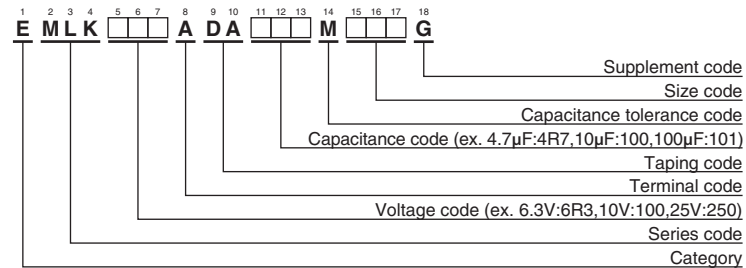 1 2 3 4 5 6 7 8 9 10 11 12 13 14 15 16 17 18
E M L K A D A M G
Supplement code
Size code
Capacitance tolerance code
Capacitance code (ex. 4.7μF:4R7,10μF:100,100μF:101)
Taping code
Terminal code
Voltage code (ex. 6.3V:6R3,10V:100,25V:250)
Series code
Category